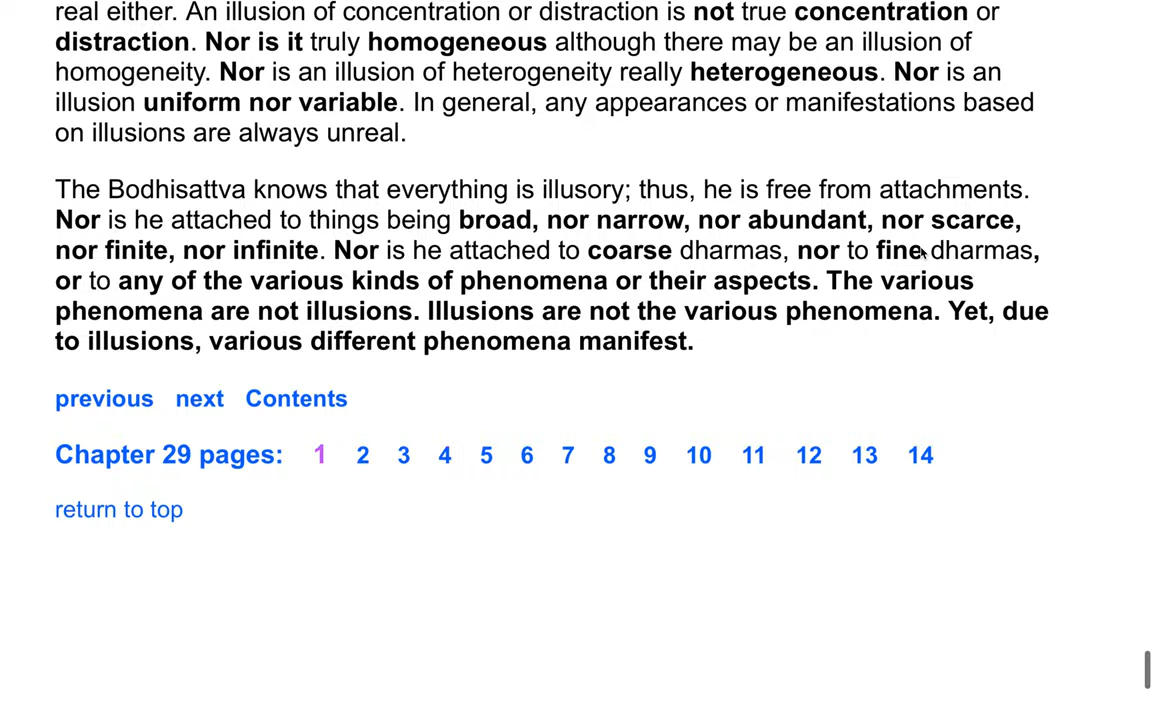 real either. An illusion of concentration or distraction is not true concentration or
distraction. Nor is it truly homogeneous although there may be an illusion of
homogeneity. Nor is an illusion of heterogeneity really heterogeneous. Nor is an
illusion uniform nor variable. In general, any appearances or manifestations based
on illusions are always unreal.
The Bodhisattva knows that everything is illusory; thus, he is free from attachments.
Nor is he attached to things being broad, nor narrow, nor abundant, nor scarce,
nor finite, nor infinite. Nor is he attached to coarse dharmas, nor to fine dharmas,
or to any of the various kinds of phenomena or their aspects. The various
phenomena are not illusions. Illusions are not the various phenomena. Yet, due
to illusions, various different phenomena manifest.
previous next Contents
Chapter 29 pages: 1 2 3 4 5 6 7 8 9 10 11 12 13 14
return to top